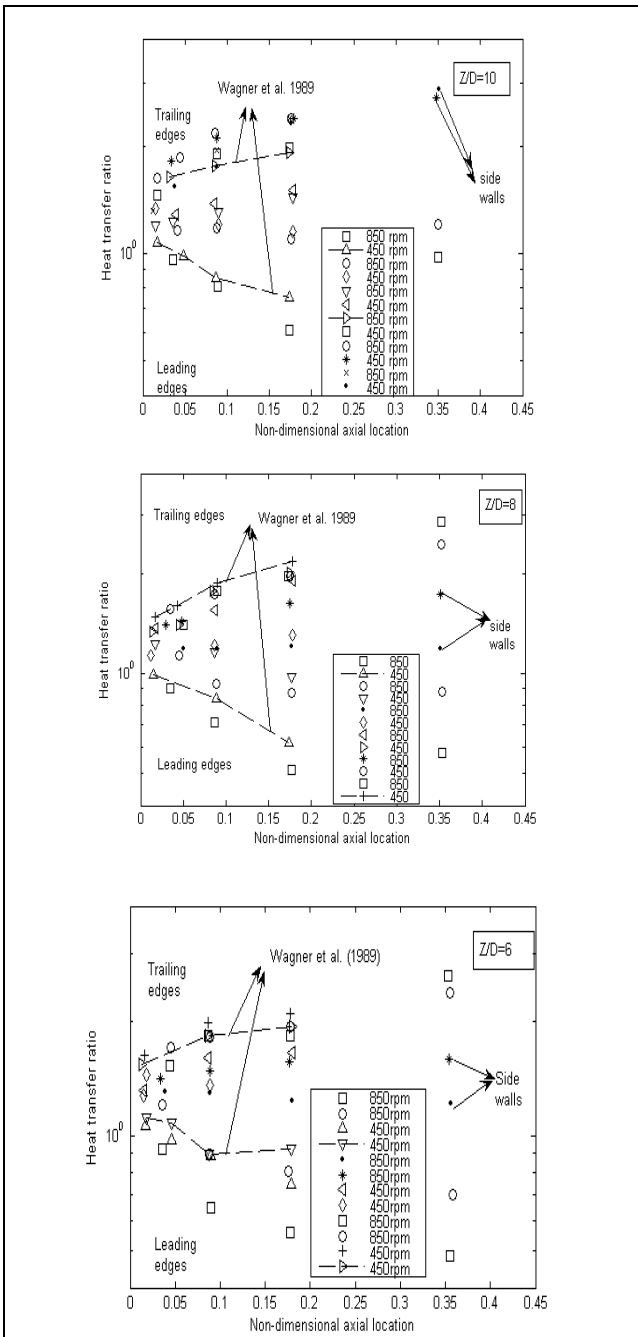 Z/D=10
Wagner et al. 1989
Trailing
edges
side
walls
Heat transfer ratio
10^0
850 rpm
450 rpm
850 rpm
450 rpm
850 rpm
450 rpm
850 rpm
450 rpm
850 rpm
450 rpm
850 rpm
450 rpm
Leading
edges
0 0.05 0.1 0.15 0.2 0.25 0.3 0.35 0.4 0.45
Non-dimensional axial location
Z/D=8
Trailing edges
Wagner et al. 1989
side
walls
Heat transfer ratio
10^0
850
450
850
450
850
450
850
450
850
450
850
450
Leading edges
0 0.05 0.1 0.15 0.2 0.25 0.3 0.35 0.4 0.45
Non-dimensional axial location
Z/D=6
Wagner et al. (1989)
Trailing
edges
Side
walls
Heat transfer ratio
10^0
850rpm
850rpm
450rpm
450rpm
850rpm
850rpm
450rpm
450rpm
850rpm
850rpm
450rpm
450rpm
Leading
edges
0 0.05 0.1 0.15 0.2 0.25 0.3 0.35 0.4 0.45
Non-dimensional axial location